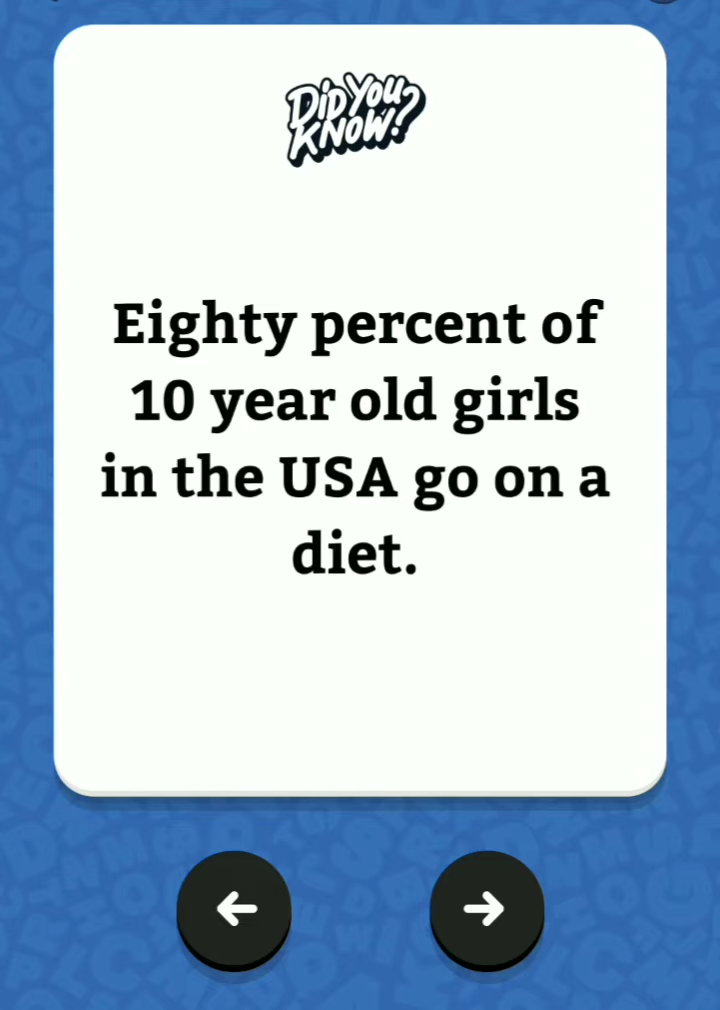 DiD YOU
KNOW?
Eighty percent of
10 year old girls
in the USA go on a
diet.